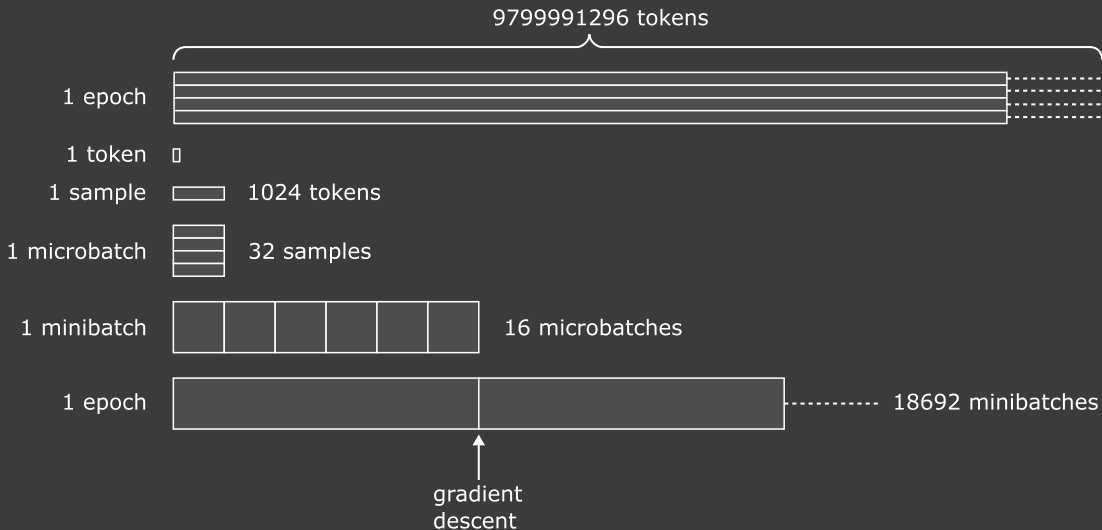 9799991296 tokens
1 epoch
1 token
1 sample
1024 tokens
1 microbatch
32 samples
1 minibatch
16 microbatches
1 epoch
18692 minibatches
gradient
descent